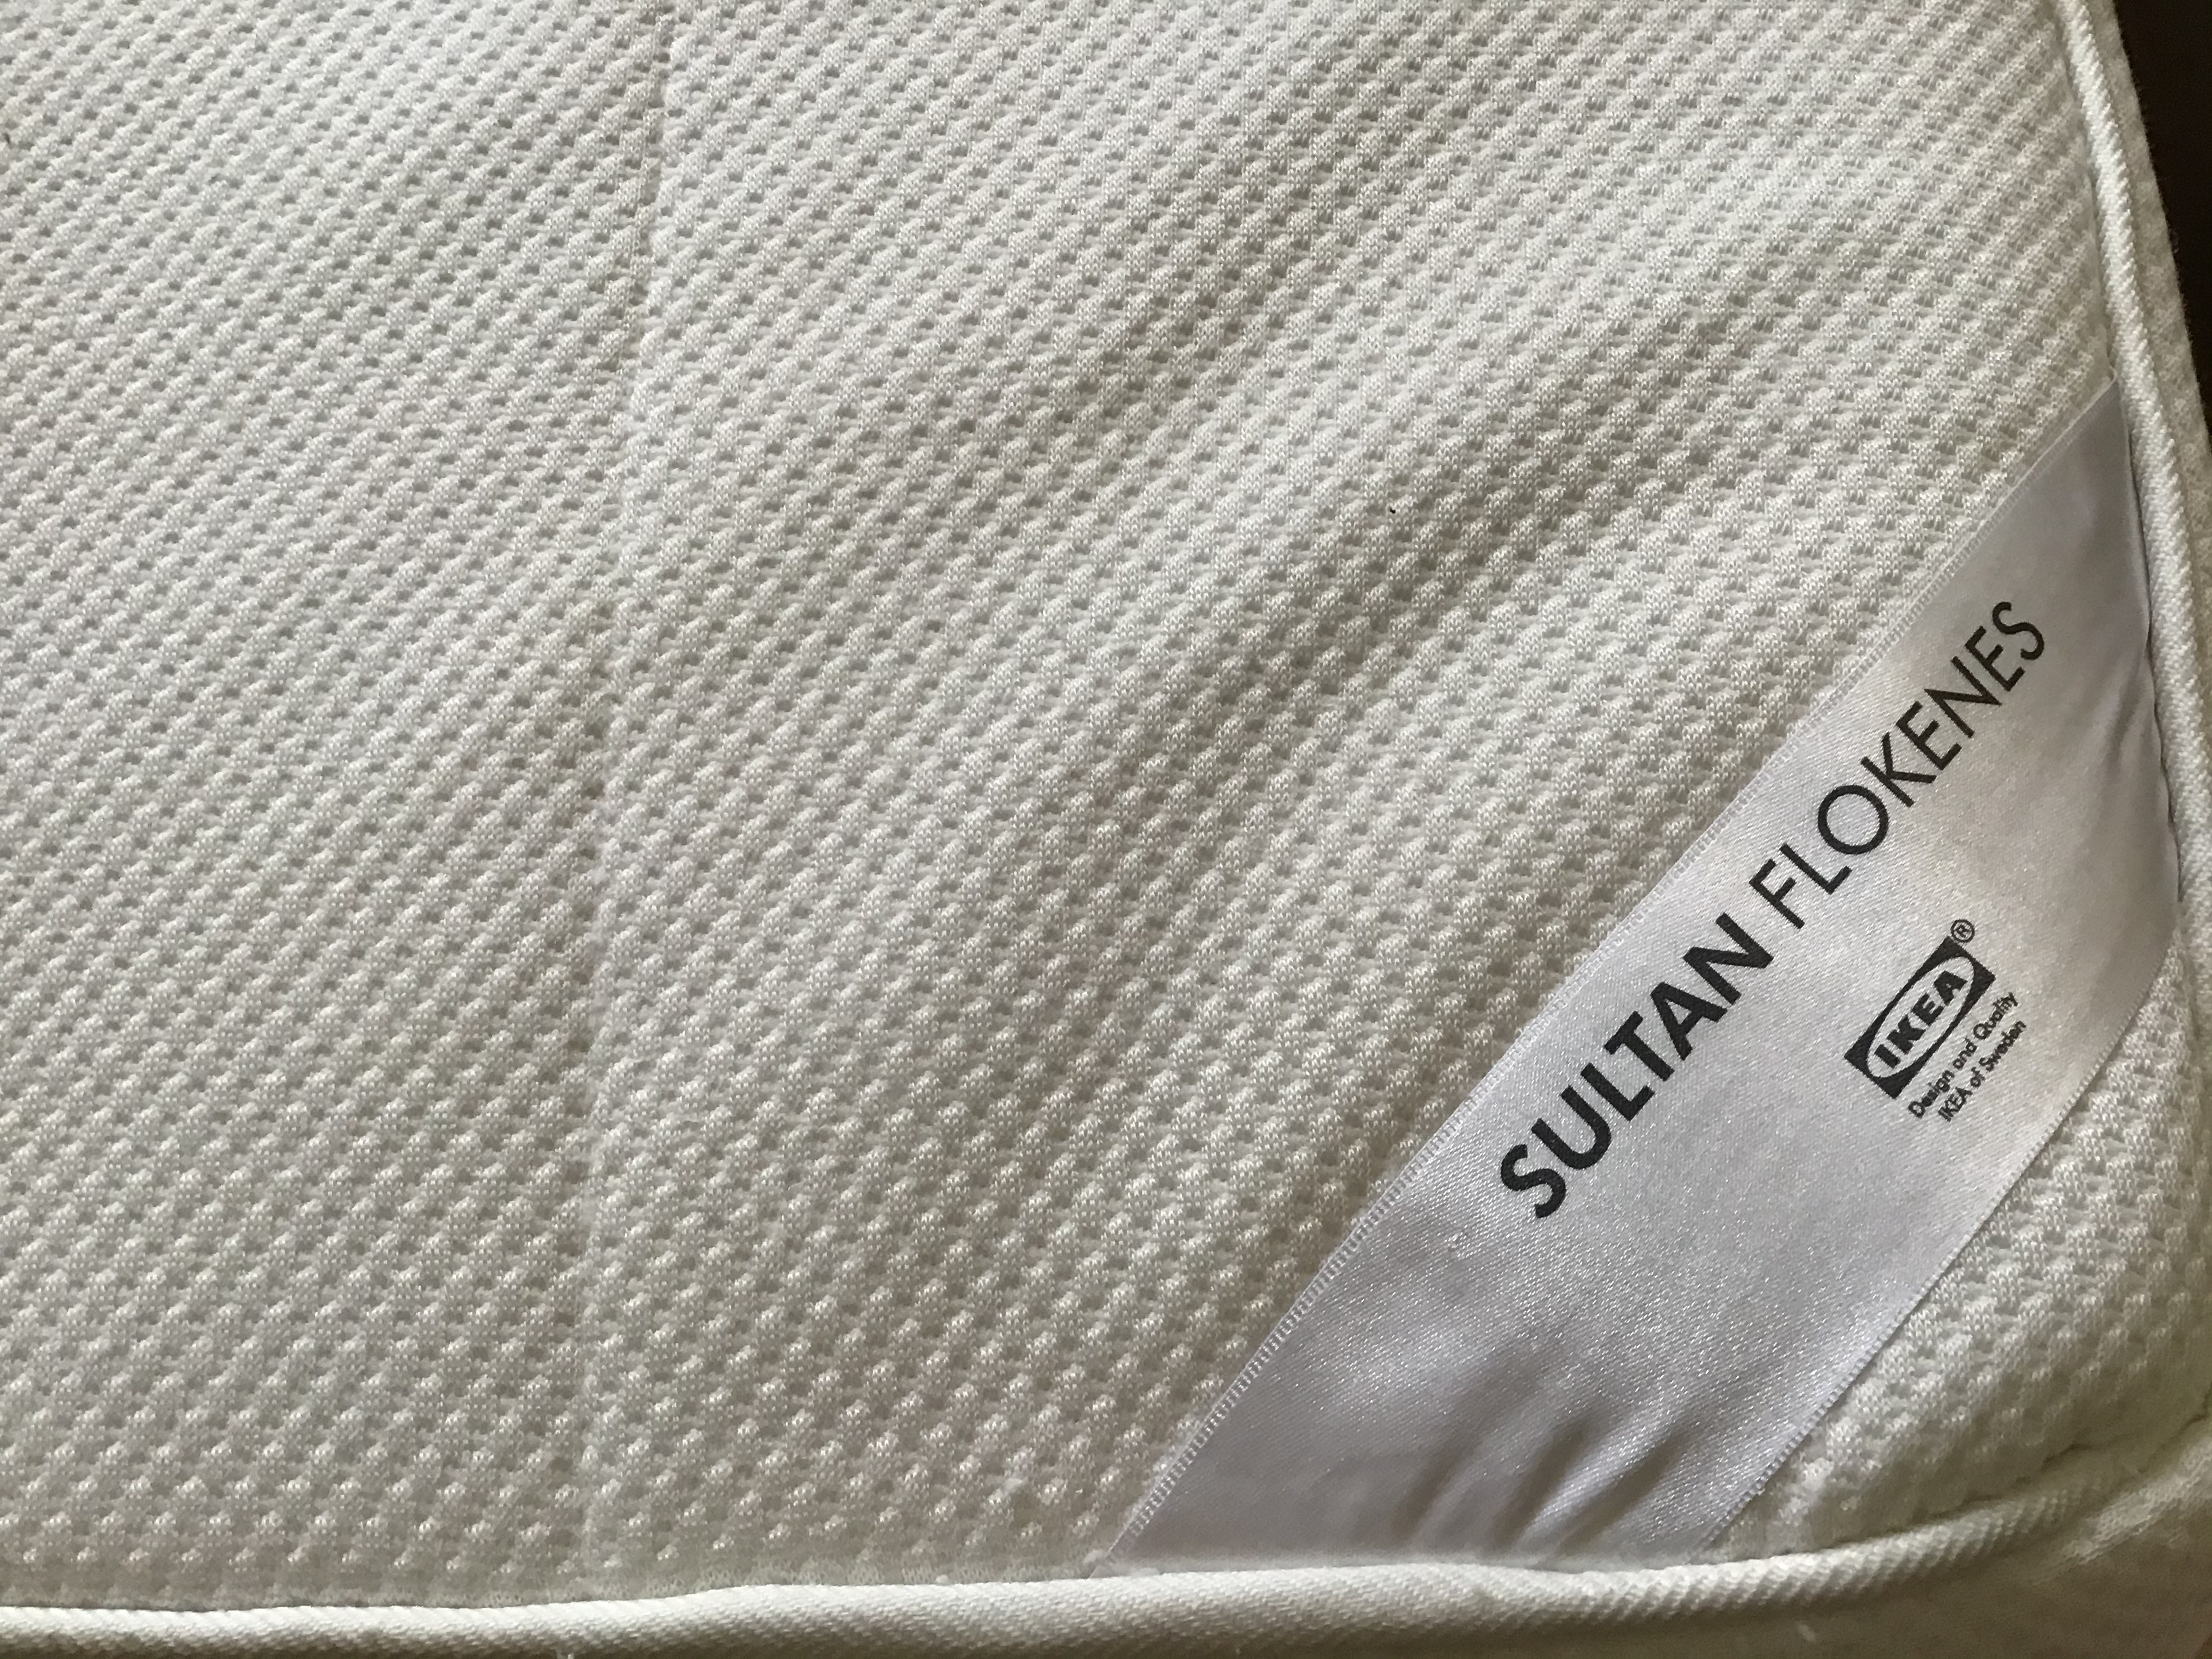 SULTAN FLOKENES
IKEA®
Design and Quality
IKEA of Sweden